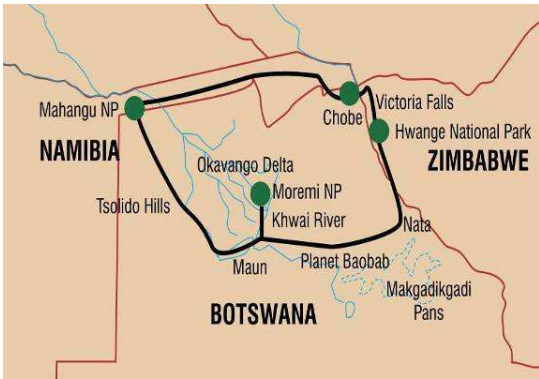 Mahangu NP
Victoria Falls
Chobe
Hwange National Park
NAMIBIA
ZIMBABWE
Okavango Delta
Moremi NP
Tsolido Hills
Khwai River
Nata
Maun
Planet Baobab
Makgadikgadi
Pans
BOTSWANA